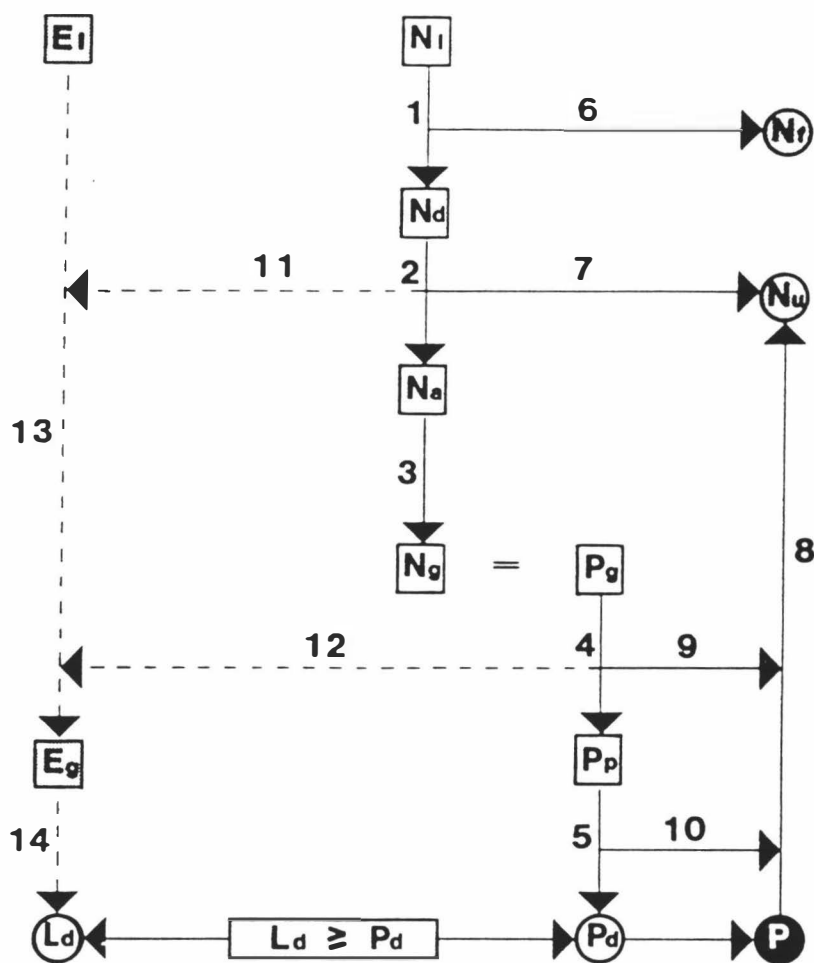 EI NI
1 6
Nf
Nd
11 2 7
Nu
Na
13
3
8
Ng = Pg
12 4 9
Eg Pp
14 5 10
Ld Ld ≥ Pd Pd P